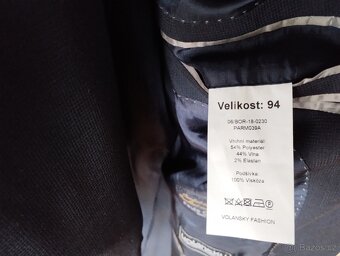 Velikost: 94
06/BOR-18-0230
PARM039A
Vrchní materiál
54% Polyester
44% Vlna
2% Elastan
Podšívka:
100% Viskóza
VOLANSKY FASHION